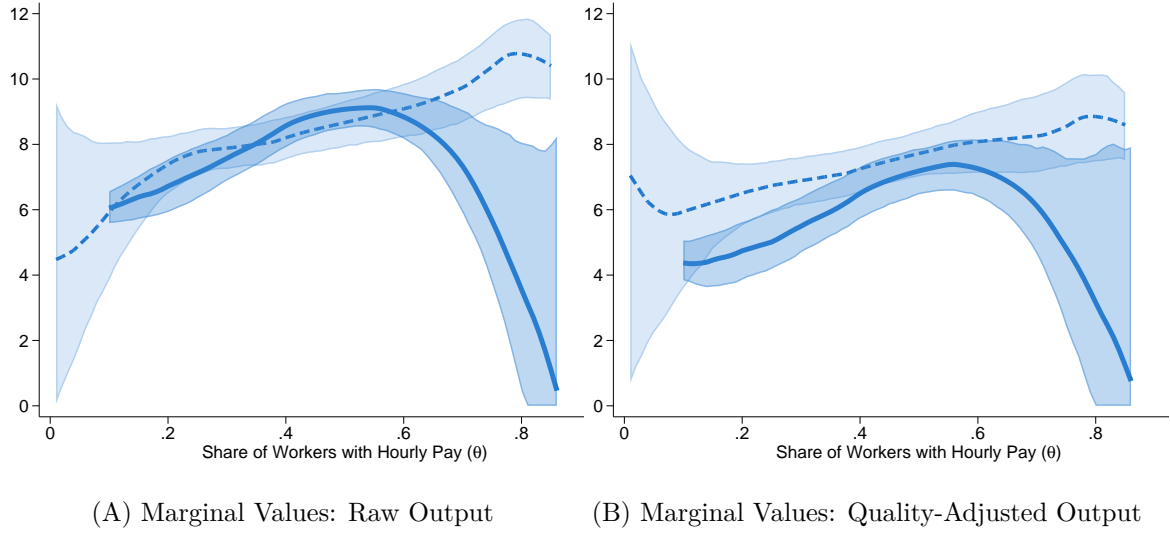 12
10
8
6
4
2
0
0 .2 .4 .6 .8
Share of Workers with Hourly Pay (θ)
(A) Marginal Values: Raw Output
12
10
8
6
4
2
0
0 .2 .4 .6 .8
Share of Workers with Hourly Pay (θ)
(B) Marginal Values: Quality-Adjusted Output